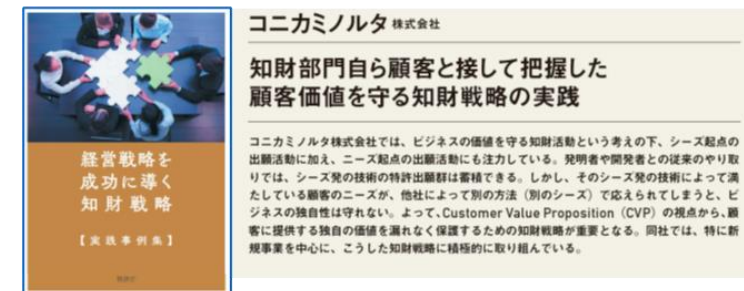 経営戦略を
成功に導く
知財戦略
【実践事例集】
コニカミノルタ 株式会社
知財部門自ら顧客と接して把握した
顧客価値を守る知財戦略の実践
コニカミノルタ株式会社では、ビジネスの価値を守る知財活動という考えの下、シーズ起点の
出願活動に加え、ニーズ起点の出願活動にも注力している。発明者や開発者との従来のやり取
りでは、シーズ発の技術の特許出願群は蓄積できる。しかし、そのシーズ発の技術によって満
たしている顧客のニーズが、他社によって別の方法（別のシーズ）で応えられてしまうと、ビ
ジネスの独自性は守れない。よって、Customer Value Proposition（CVP）の視点から、顧
客に提供する独自の価値を漏れなく保護するための知財戦略が重要となる。同社では、特に新
規事業を中心に、こうした知財戦略に積極的に取り組んでいる。